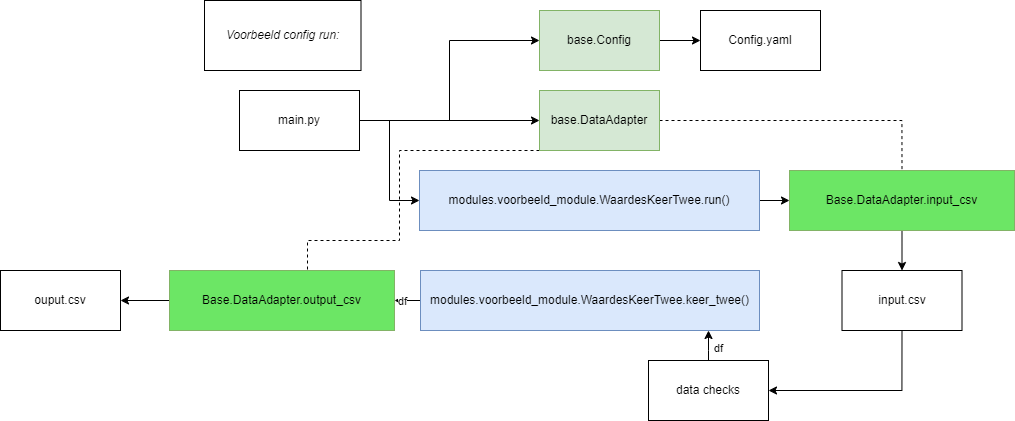 Voorbeeld config run:
base.Config
Config.yaml
main.py
base.DataAdapter
modules.voorbeeld_module.WaardesKeerTwee.run()
Base.DataAdapter.input_csv
ouput.csv
Base.DataAdapter.output_csv
df
modules.voorbeeld_module.WaardesKeerTwee.keer_twee()
input.csv
df
data checks